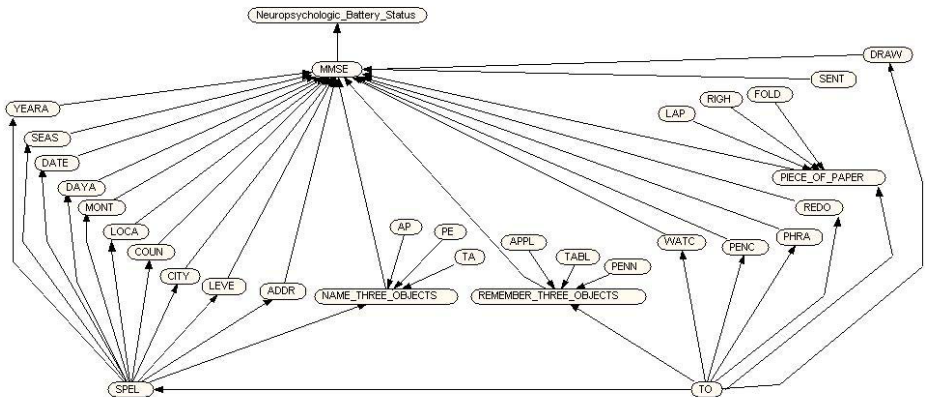 Neuropsychologic_Battery_Status
MMSE
DRAW
SENT
YEARA
RIGH
FOLD
LAP
SEAS
DATE
PIECE_OF_PAPER
DAYA
MONT
REDO
LOCA
AP
PE
APPL
WATC
PENC
PHRA
COUN
TABL
TA
PENN
CITY
LEVE
ADDR
NAME_THREE_OBJECTS
REMEMBER_THREE_OBJECTS
SPEL
TO